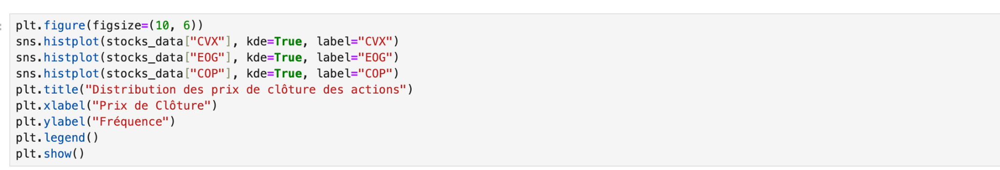 plt.figure(figsize=(10, 6))
sns.histplot(stocks_data["CVX"], kde=True, label="CVX")
sns.histplot(stocks_data["EOG"], kde=True, label="EOG")
sns.histplot(stocks_data["COP"], kde=True, label="COP")
plt.title("Distribution des prix de clôture des actions")
plt.xlabel("Prix de Clôture")
plt.ylabel("Fréquence")
plt.legend()
plt.show()